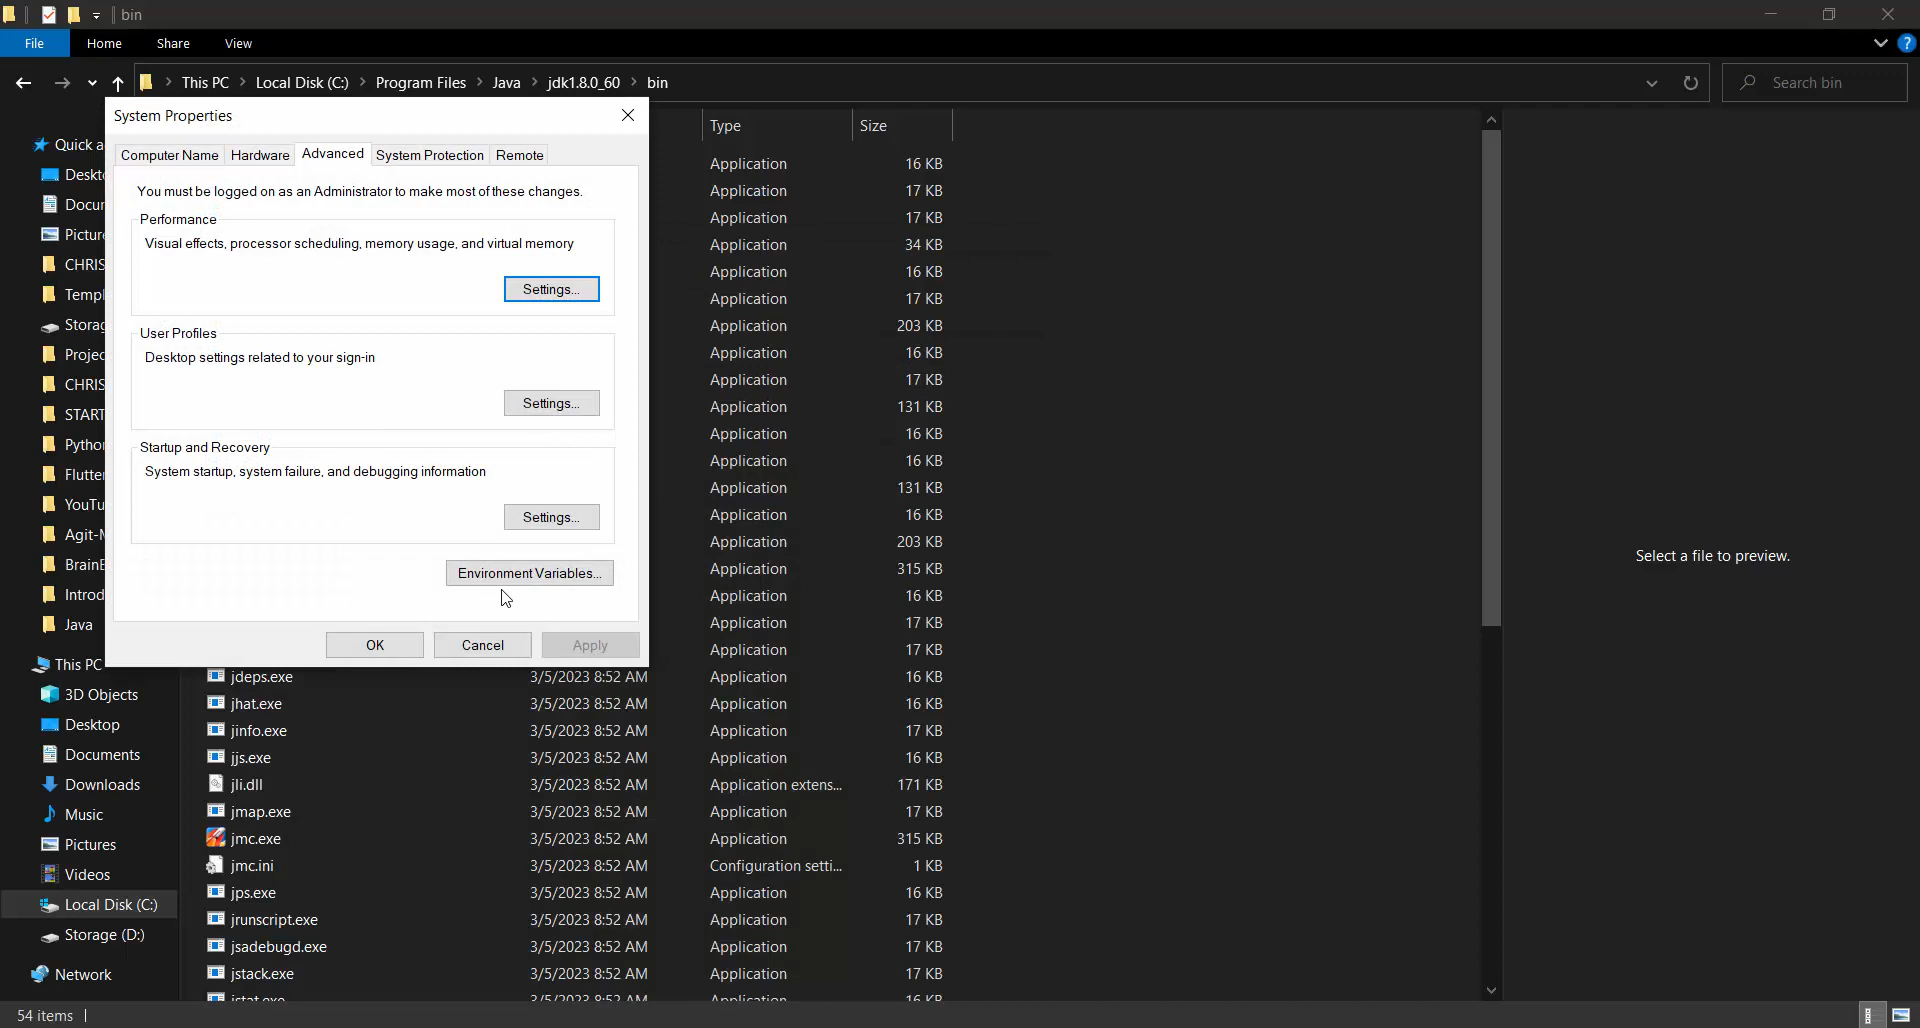 bin
File Home Share View
This PC Local Disk (C:) Program Files Java jdk1.8.0_60 bin
Search bin
System Properties
Computer Name Hardware Advanced System Protection Remote
You must be logged on as an Administrator to make most of these changes.
Performance
Visual effects, processor scheduling, memory usage, and virtual memory
Settings...
User Profiles
Desktop settings related to your sign-in
Settings...
Startup and Recovery
System startup, system failure, and debugging information
Settings...
Environment Variables...
OK Cancel Apply
Quick a
Deskt
Docu
Pictur
CHRIS
Templ
Storag
Projec
CHRIS
START
Pytho
Flutter
YouTu
Agit-
BrainE
Introd
Java
This PC
3D Objects
Desktop
Documents
Downloads
Music
Pictures
Videos
Local Disk (C:)
Storage (D:)
Network
Type Size
Application 16 KB
Application 17 KB
Application 17 KB
Application 34 KB
Application 16 KB
Application 17 KB
Application 203 KB
Application 16 KB
Application 17 KB
Application 131 KB
Application 16 KB
Application 16 KB
Application 131 KB
Application 16 KB
Application 203 KB
Application 315 KB
Application 16 KB
Application 17 KB
Application 17 KB
jdeps.exe 3/5/2023 8:52 AM Application 16 KB
jhat.exe 3/5/2023 8:52 AM Application 16 KB
jinfo.exe 3/5/2023 8:52 AM Application 17 KB
jjs.exe 3/5/2023 8:52 AM Application 16 KB
jli.dll 3/5/2023 8:52 AM Application extens... 171 KB
jmap.exe 3/5/2023 8:52 AM Application 17 KB
jmc.exe 3/5/2023 8:52 AM Application 315 KB
jmc.ini 3/5/2023 8:52 AM Configuration setti... 1 KB
jps.exe 3/5/2023 8:52 AM Application 16 KB
jrunscript.exe 3/5/2023 8:52 AM Application 17 KB
jsadebugd.exe 3/5/2023 8:52 AM Application 17 KB
jstack.exe 3/5/2023 8:52 AM Application 17 KB
jstat.exe 3/5/2023 8:52 AM Application 16 KB
Select a file to preview.
54 items